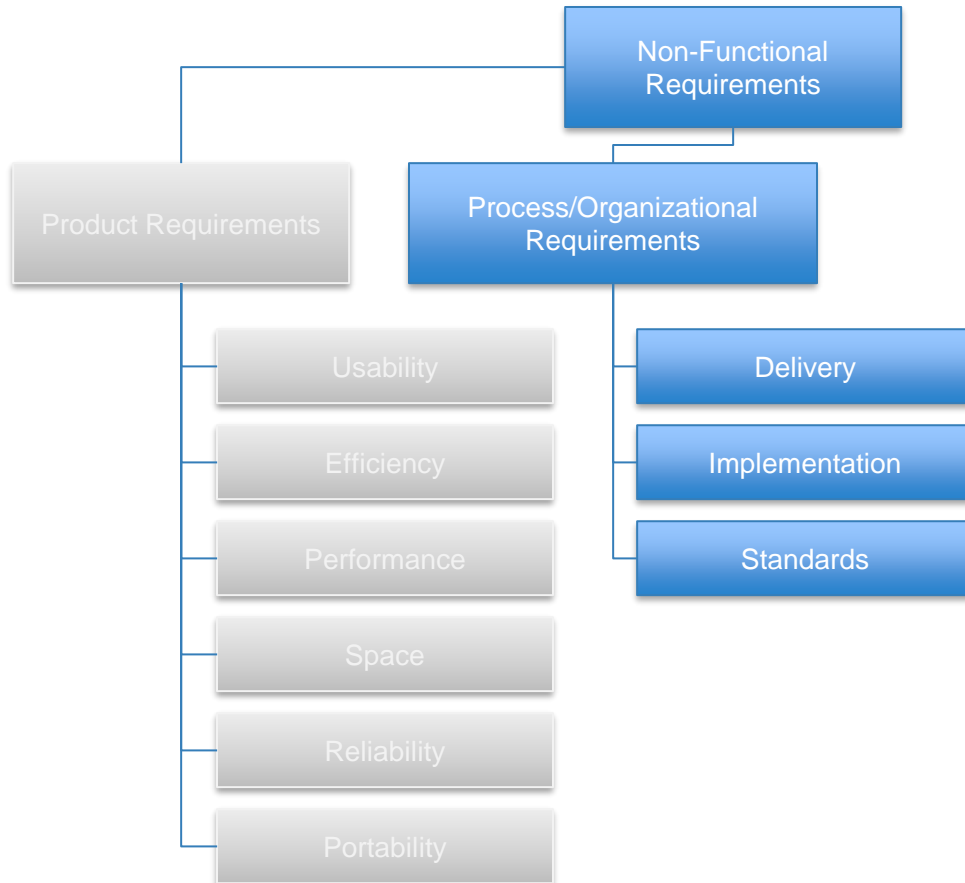 Non-Functional
Requirements
Product Requirements
Process/Organizational
Requirements
Usability
Efficiency
Performance
Space
Reliability
Portability
Delivery
Implementation
Standards